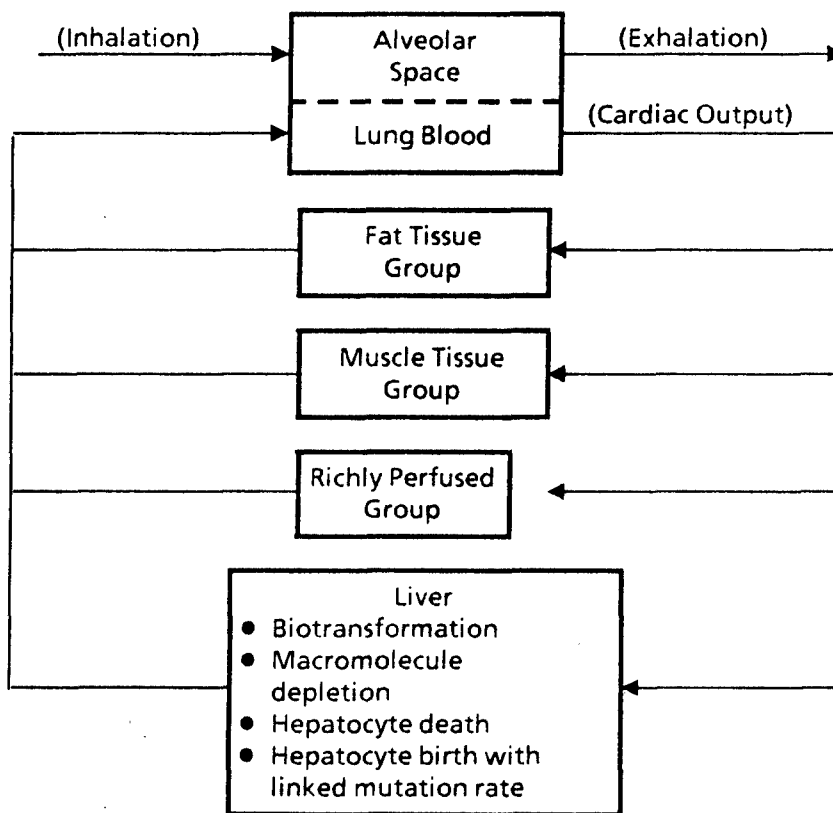 (Inhalation)
Alveolar
Space
(Exhalation)
Lung Blood
(Cardiac Output)
Fat Tissue
Group
Muscle Tissue
Group
Richly Perfused
Group
Liver
● Biotransformation
● Macromolecule
depletion
● Hepatocyte death
● Hepatocyte birth with
linked mutation rate